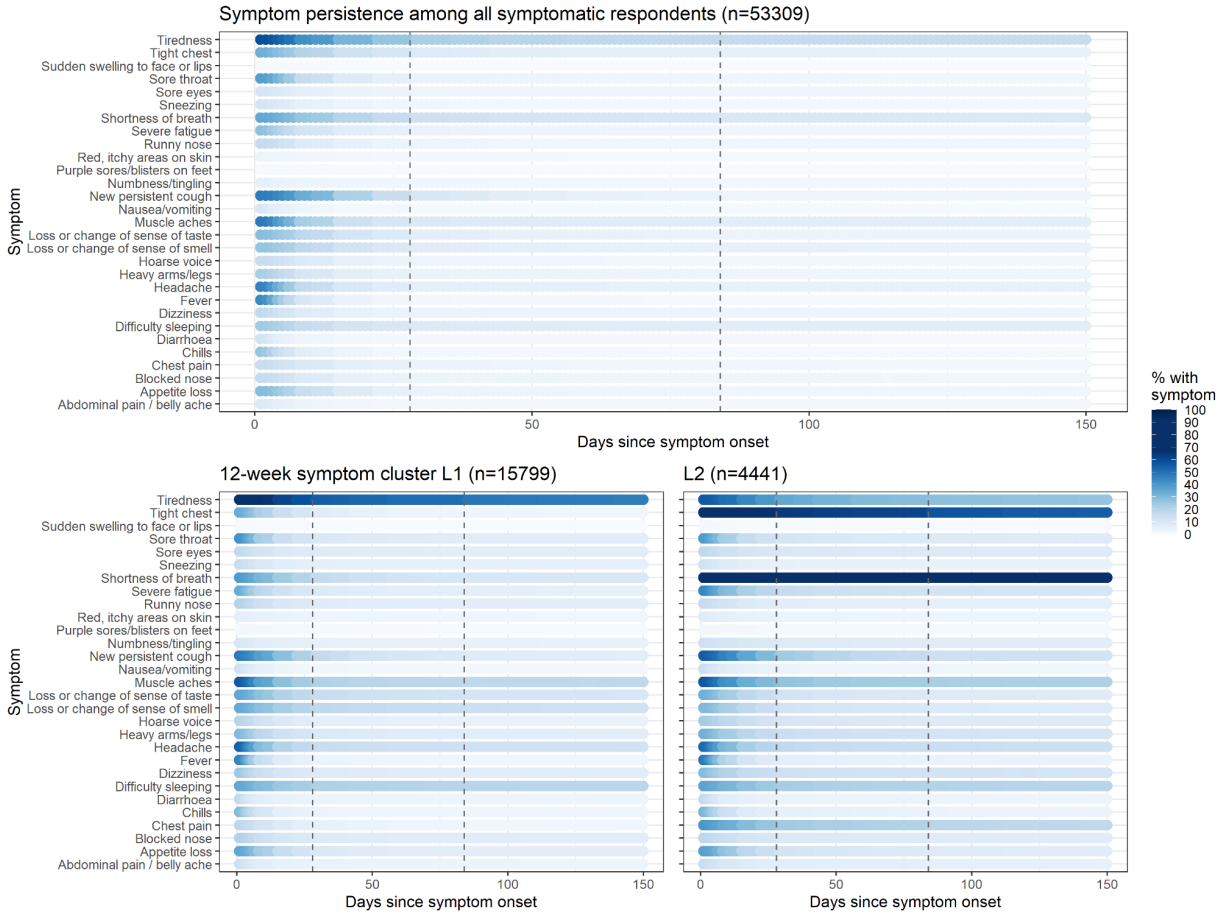 Symptom persistence among all symptomatic respondents (n=53309)
Symptom
Tiredness
Tight chest
Sudden swelling to face or lips
Sore throat
Sore eyes
Sneezing
Shortness of breath
Severe fatigue
Runny nose
Red, itchy areas on skin
Purple sores/blisters on feet
Numbness/tingling
New persistent cough
Nausea/vomiting
Muscle aches
Loss or change of sense of taste
Loss or change of sense of smell
Hoarse voice
Heavy arms/legs
Headache
Fever
Dizziness
Difficulty sleeping
Diarrhoea
Chills
Chest pain
Blocked nose
Appetite loss
Abdominal pain / belly ache
0 50 100 150
Days since symptom onset
% with
symptom
100
90
80
70
60
50
40
30
20
10
0
12-week symptom cluster L1 (n=15799)
Symptom
Tiredness
Tight chest
Sudden swelling to face or lips
Sore throat
Sore eyes
Sneezing
Shortness of breath
Severe fatigue
Runny nose
Red, itchy areas on skin
Purple sores/blisters on feet
Numbness/tingling
New persistent cough
Nausea/vomiting
Muscle aches
Loss or change of sense of taste
Loss or change of sense of smell
Hoarse voice
Heavy arms/legs
Headache
Fever
Dizziness
Difficulty sleeping
Diarrhoea
Chills
Chest pain
Blocked nose
Appetite loss
Abdominal pain / belly ache
0 50 100 150
Days since symptom onset
L2 (n=4441)
0 50 100 150
Days since symptom onset